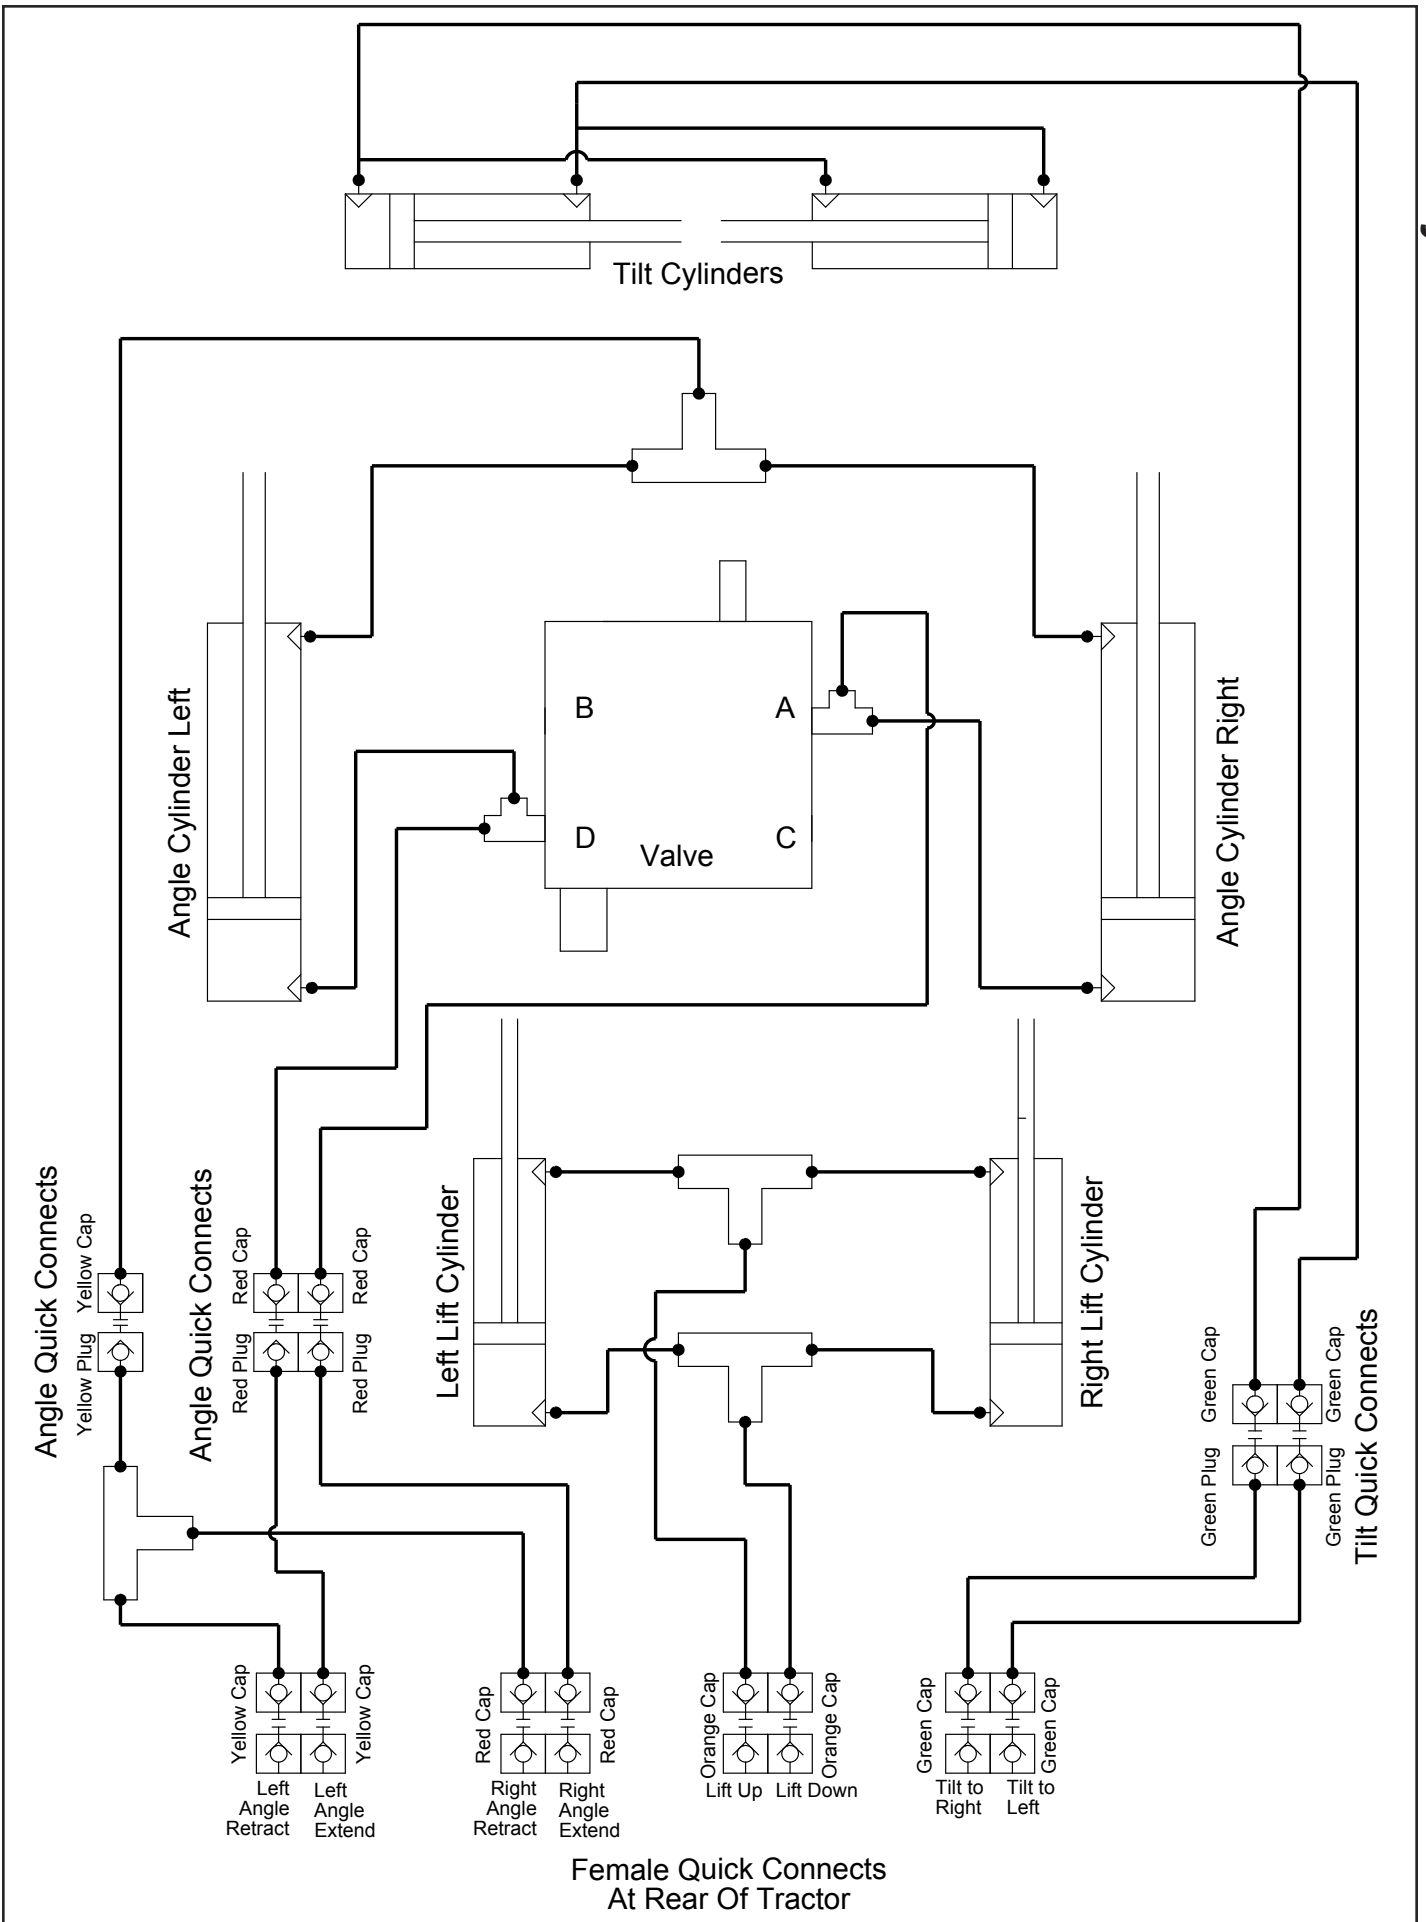 Tilt Cylinders
Angle Cylinder Left
B
A
D
C
Valve
Angle Cylinder Right
Angle Quick Connects
Yellow Cap
Yellow Plug
Angle Quick Connects
Red Cap
Red Cap
Red Plug
Red Plug
Left Lift Cylinder
Right Lift Cylinder
Green Cap
Green Cap
Green Plug
Green Plug
Tilt Quick Connects
Yellow Cap
Yellow Cap
Red Cap
Red Cap
Orange Cap
Orange Cap
Green Cap
Green Cap
Left
Angle
Retract
Left
Angle
Extend
Right
Angle
Retract
Right
Angle
Extend
Lift Up
Lift Down
Tilt to
Right
Tilt to
Left
Female Quick Connects
At Rear Of Tractor